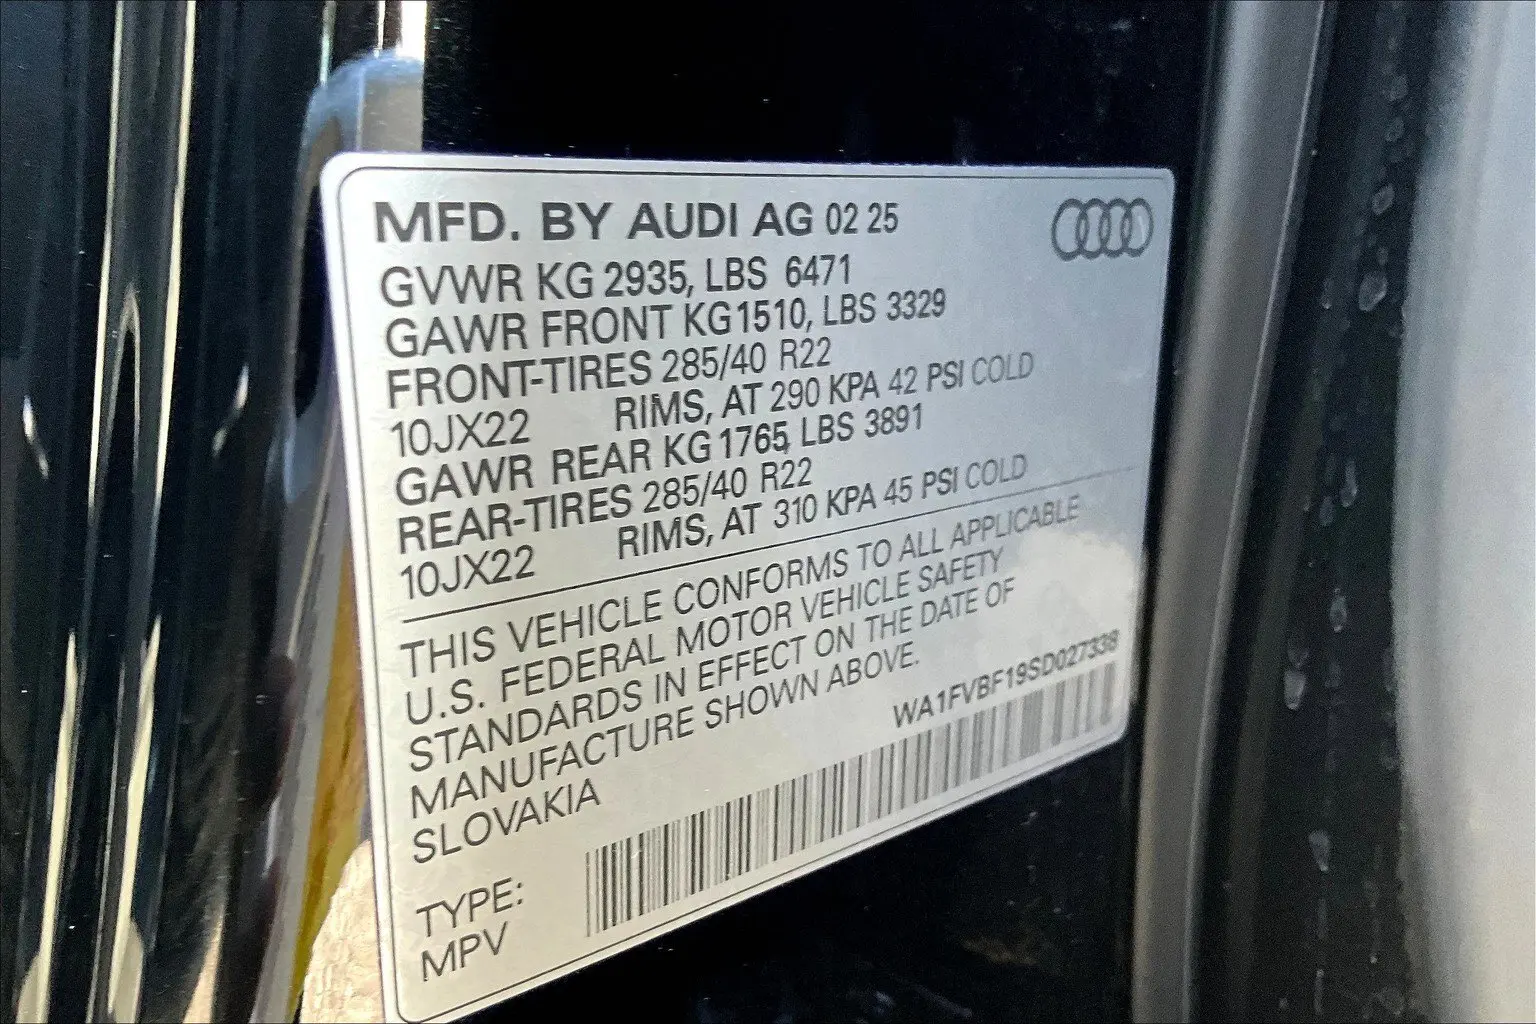 MFD. BY AUDI AG 02 25
GVWR KG 2935, LBS 6471
GAWR FRONT KG1510, LBS 3329
FRONT-TIRES 285/40 R22
10JX22 RIMS, AT 290 KPA 42 PSI COLD
GAWR REAR KG 1765, LBS 3891
REAR-TIRES 285/40 R22
10JX22 RIMS, AT 310 KPA 45 PSI COLD
THIS VEHICLE CONFORMS TO ALL APPLICABLE
U.S. FEDERAL MOTOR VEHICLE SAFETY
STANDARDS IN EFFECT ON THE DATE OF
MANUFACTURE SHOWN ABOVE.
SLOVAKIA
WA1FVBF19SD027338
TYPE:
MPV